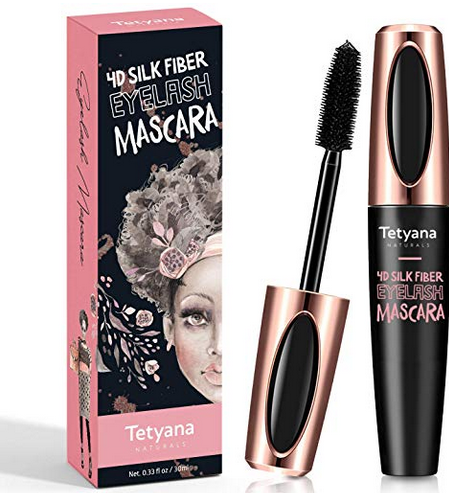 Eyelash Mascara
4D SILK FIBER
EYELASH
MASCARA
Tetyana
NATURALS
Net. 0.33 fl oz / 30ml
Tetyana
NATURALS
4D SILK FIBER
EYELASH
MASCARA